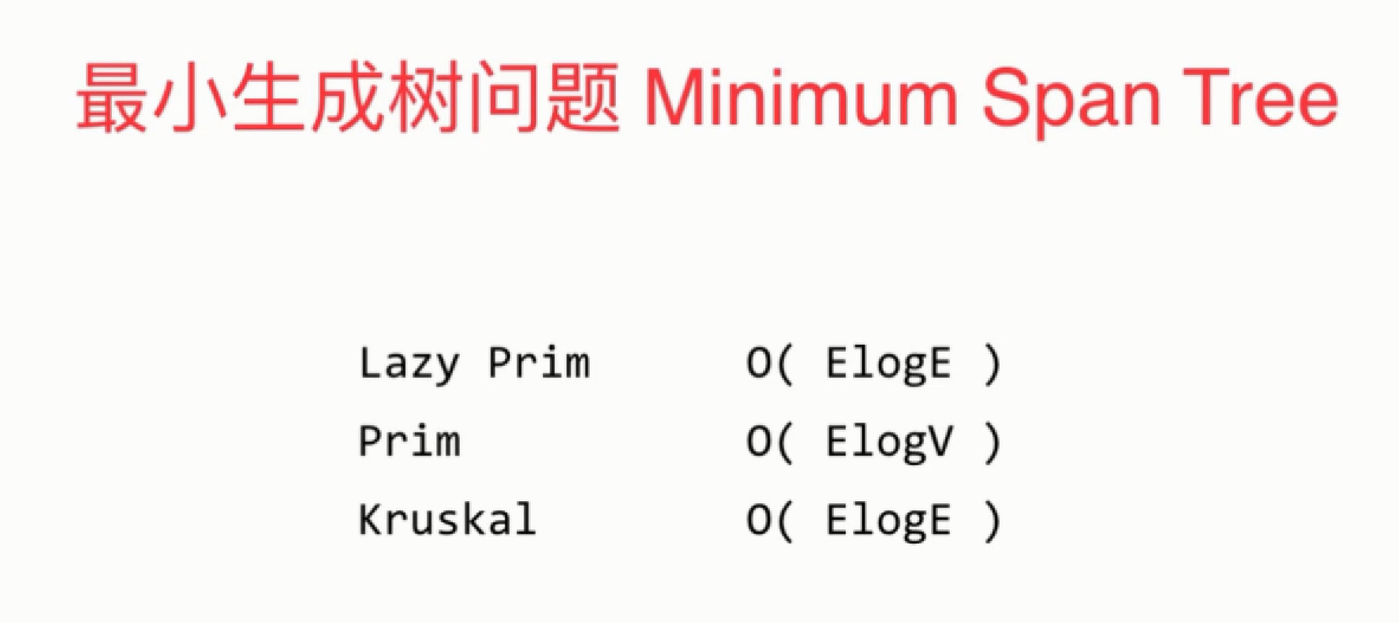 最小生成树问题 Minimum Span Tree
Lazy Prim O( ElogE )
Prim O( ElogV )
Kruskal O( ElogE )